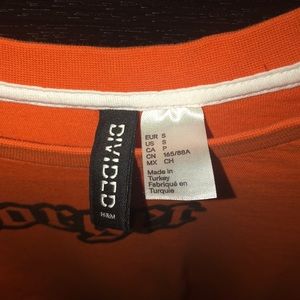 DIVIDED
H&M
EUR S
US S
CA P
CN 165/88A
MX CH
Made in
Turkey
Fabriqué en
Turquie